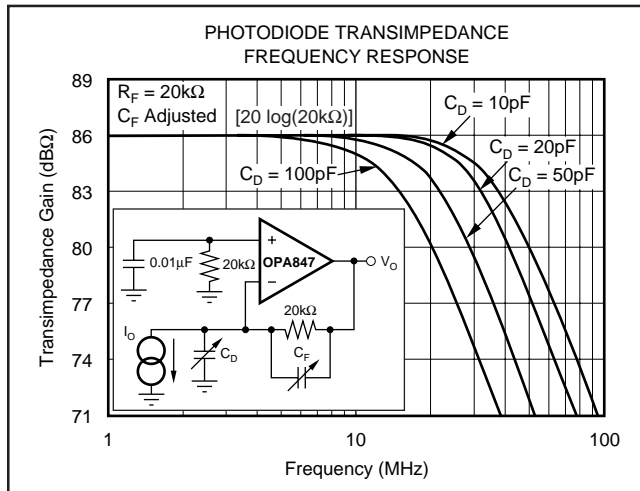 PHOTODIODE TRANSIMPEDANCE
FREQUENCY RESPONSE
Transimpedance Gain (dBΩ)
89
86
83
80
77
74
71
R_F = 20kΩ
C_F Adjusted
[20 log(20kΩ)]
C_D = 10pF
C_D = 20pF
C_D = 50pF
C_D = 100pF
0.01µF
20kΩ
+
OPA847
−
V_O
20kΩ
I_O
C_D
C_F
1
10
100
Frequency (MHz)